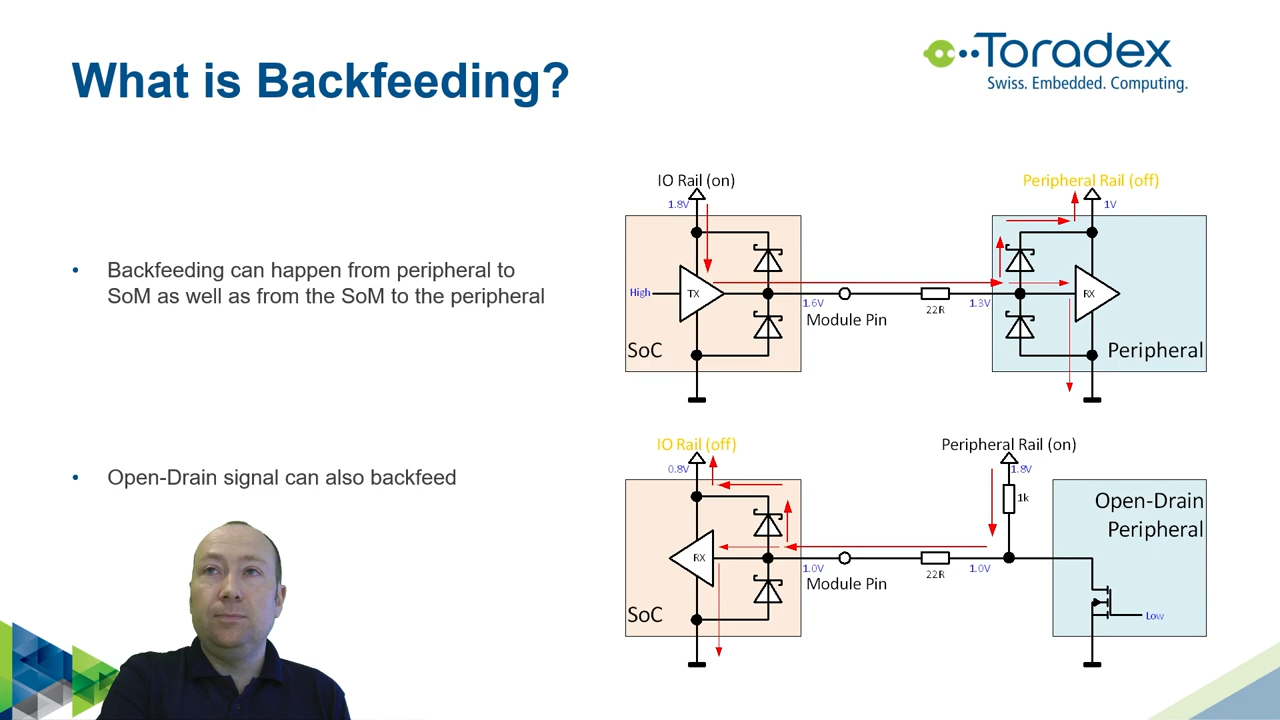 What is Backfeeding?
Toradex
Swiss. Embedded. Computing.
• Backfeeding can happen from peripheral to
SoM as well as from the SoM to the peripheral
• Open-Drain signal can also backfeed
IO Rail (on)
Peripheral Rail (off)
1.8V
1V
High
TX
RX
1.6V
22R
1.3V
Module Pin
SoC
Peripheral
IO Rail (off)
Peripheral Rail (on)
0.8V
1.8V
1k
Open-Drain
Peripheral
RX
1.0V
22R
1.0V
Module Pin
SoC
Low